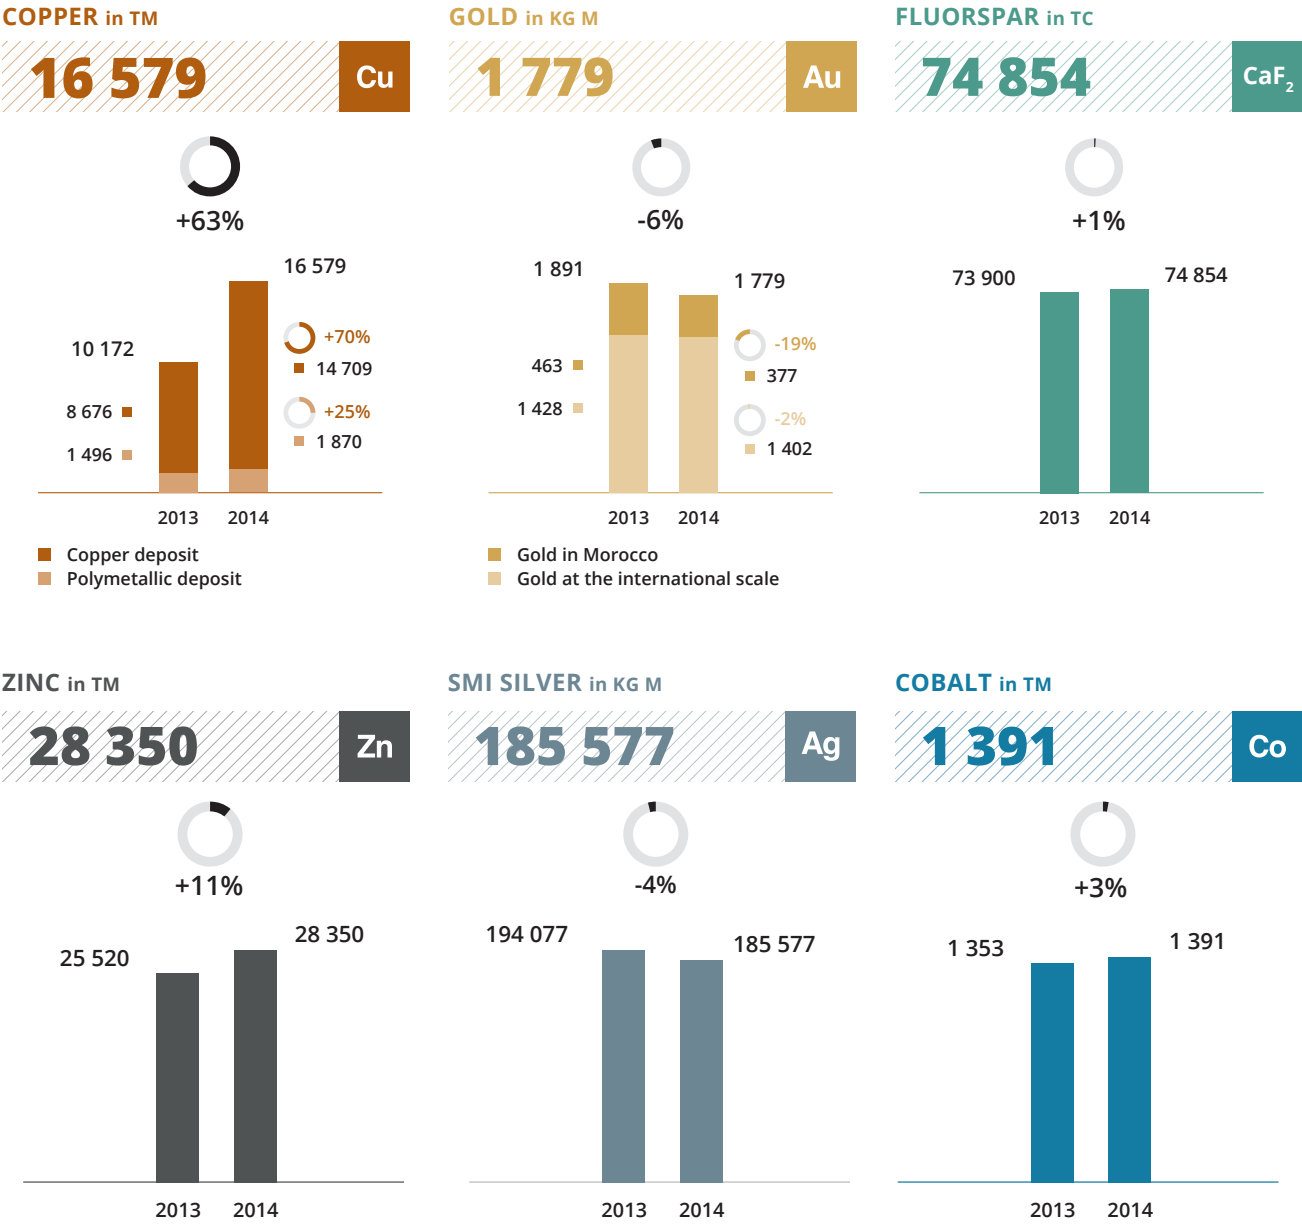 COPPER in TM
16 579
Cu
+63%
16 579
10 172
+70%
14 709
8 676
+25%
1 870
1 496
2013 2014
Copper deposit
Polymetallic deposit
GOLD in KG M
1 779
Au
-6%
1 891
1 779
-19%
463
377
1 428
-2%
1 402
2013 2014
Gold in Morocco
Gold at the international scale
FLUORSPAR in TC
74 854
CaF2
+1%
73 900
74 854
2013 2014
ZINC in TM
28 350
Zn
+11%
28 350
25 520
2013 2014
SMI SILVER in KG M
185 577
Ag
-4%
194 077
185 577
2013 2014
COBALT in TM
1 391
Co
+3%
1 353
1 391
2013 2014